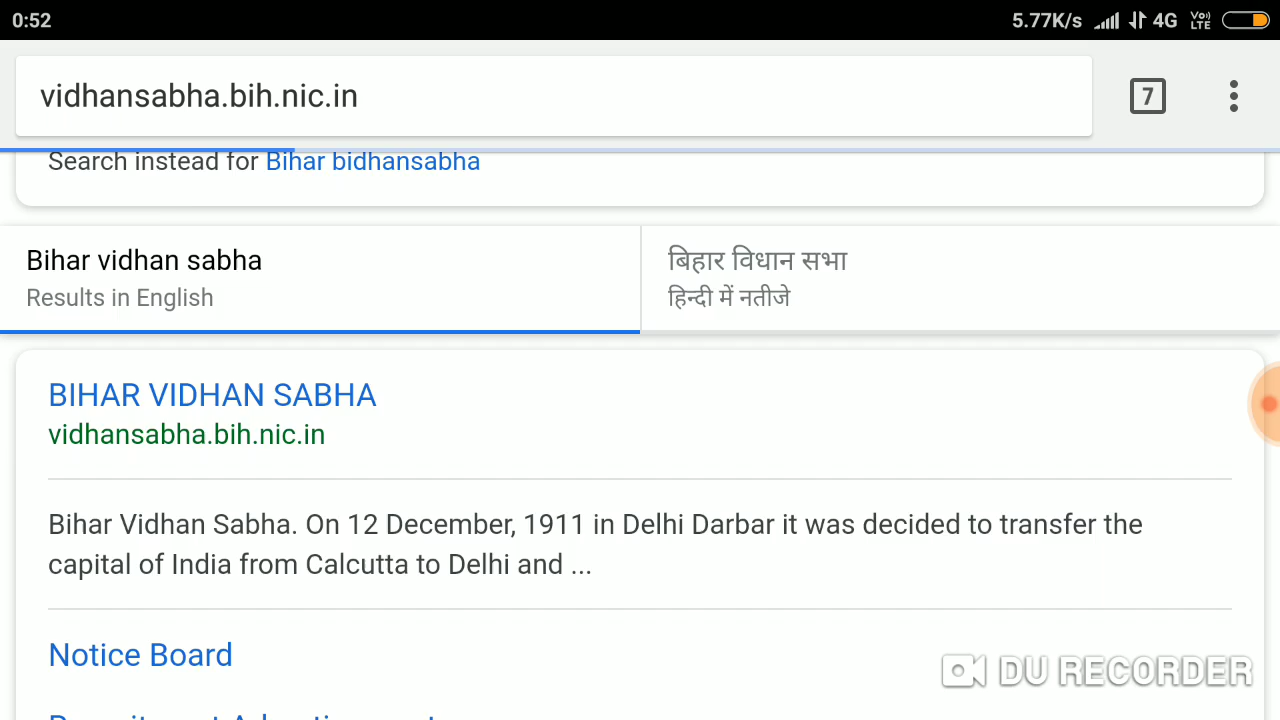 0:52
5.77K/s 4G Vo) LTE
vidhansabha.bih.nic.in
7
Search instead for Bihar bidhansabha
Bihar vidhan sabha
Results in English
बिहार विधान सभा
हिन्दी में नतीजे
BIHAR VIDHAN SABHA
vidhansabha.bih.nic.in
Bihar Vidhan Sabha. On 12 December, 1911 in Delhi Darbar it was decided to transfer the
capital of India from Calcutta to Delhi and ...
Notice Board
DU RECORDER